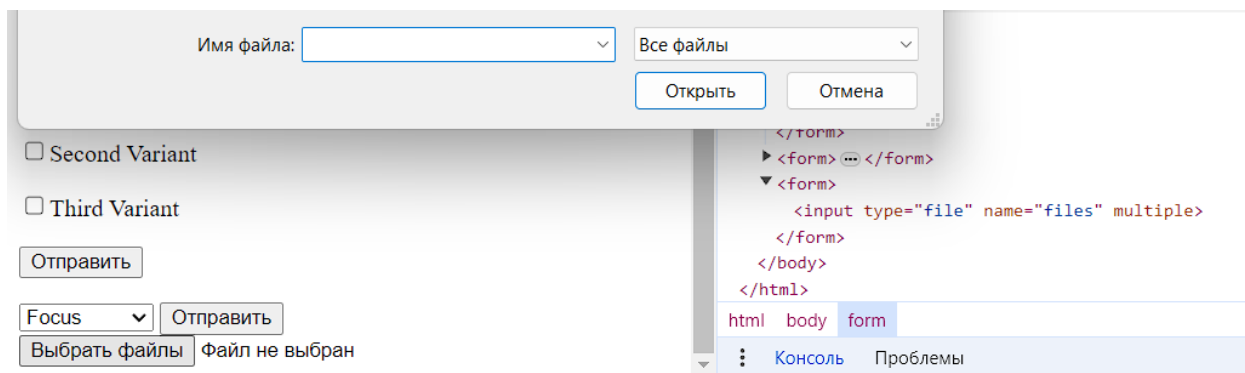 Имя файла:
Все файлы
Открыть
Отмена
Second Variant
Third Variant
Отправить
Focus
Отправить
Выбрать файлы
Файл не выбран
</form>
<form> ••• </form>
<form>
<input type="file" name="files" multiple>
</form>
</body>
</html>
html body form
Консоль Проблемы